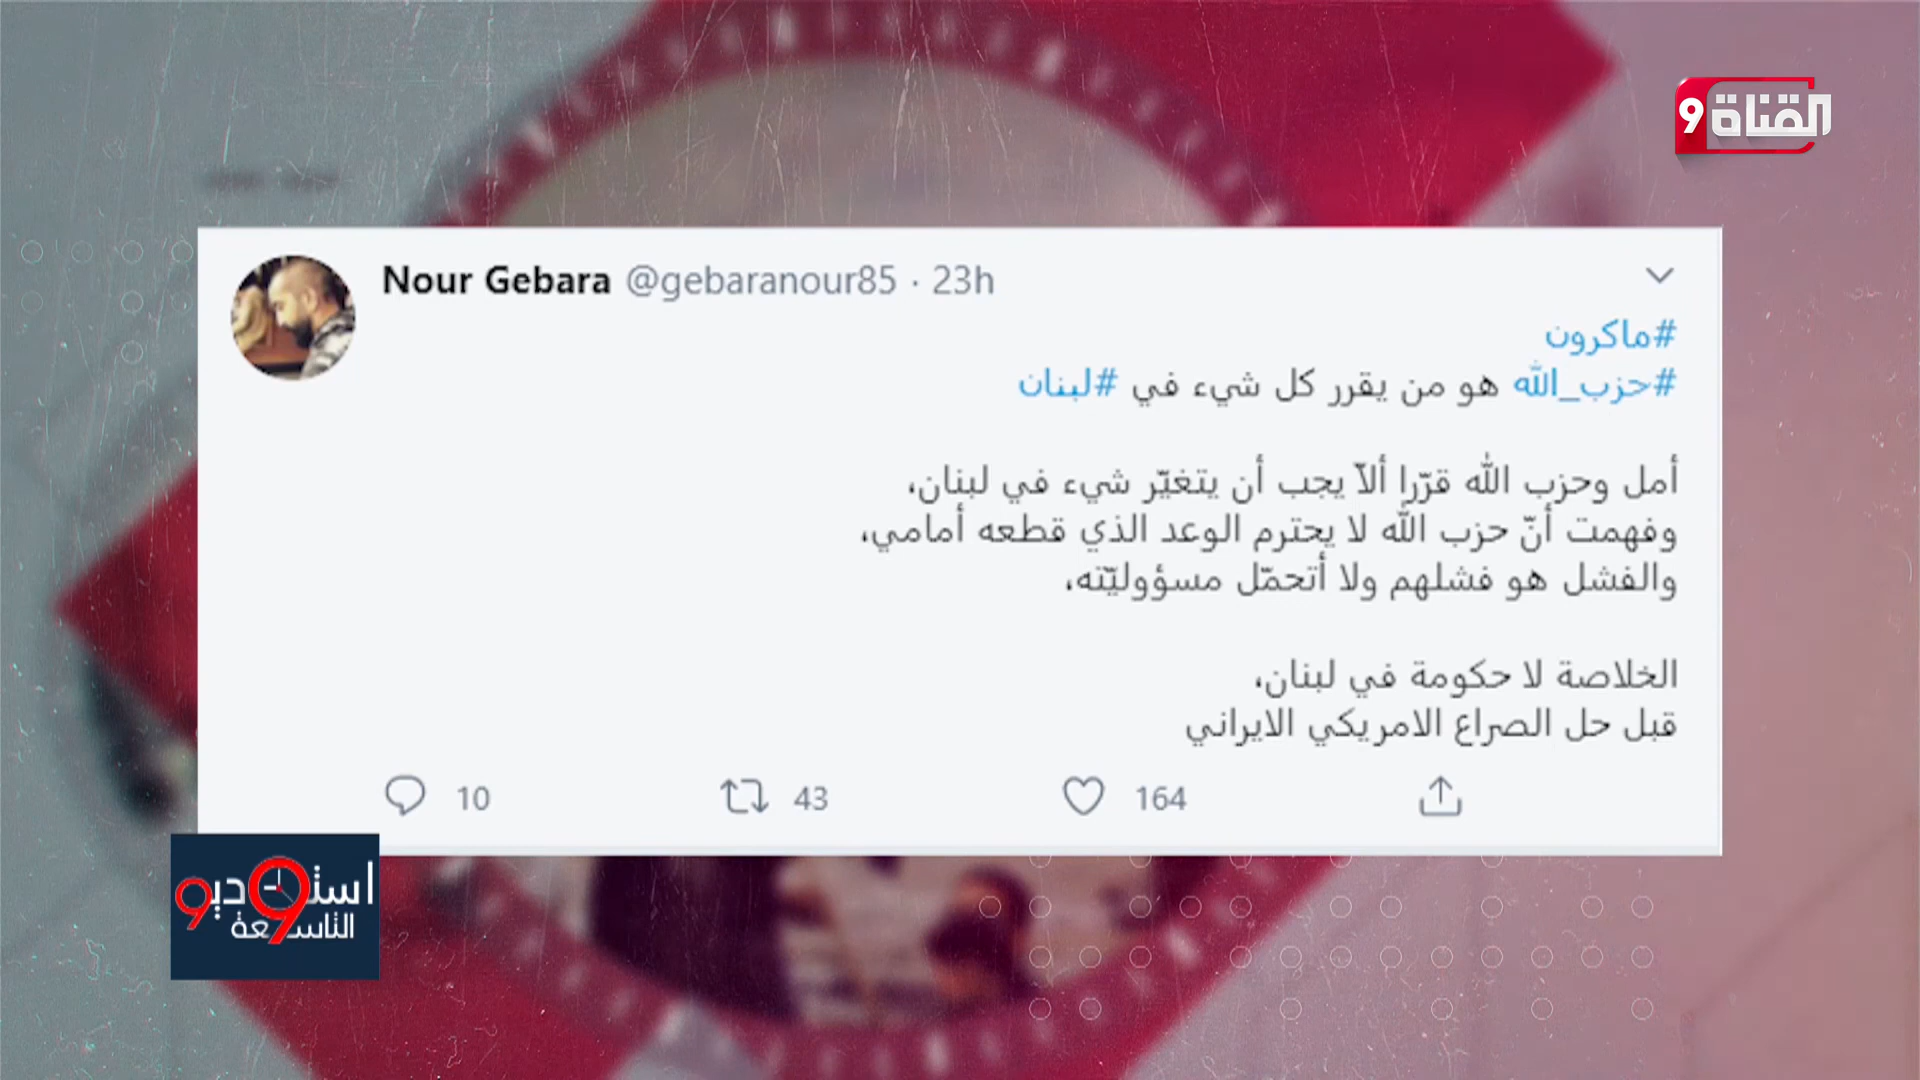 القناة 9
Nour Gebara @gebaranour85 · 23h
#ماكرون
#حزب_الله هو من يقرر كل شيء في #لبنان
أمل وحزب الله قرّرا ألاّ يجب أن يتغيّر شيء في لبنان،
وفهمت أنّ حزب الله لا يحترم الوعد الذي قطعه أمامي،
والفشل هو فشلهم ولا أتحمّل مسؤوليّته،
الخلاصة لا حكومة في لبنان،
قبل حل الصراع الامريكي الايراني
10 43 164
استوديو 9
التاسعة